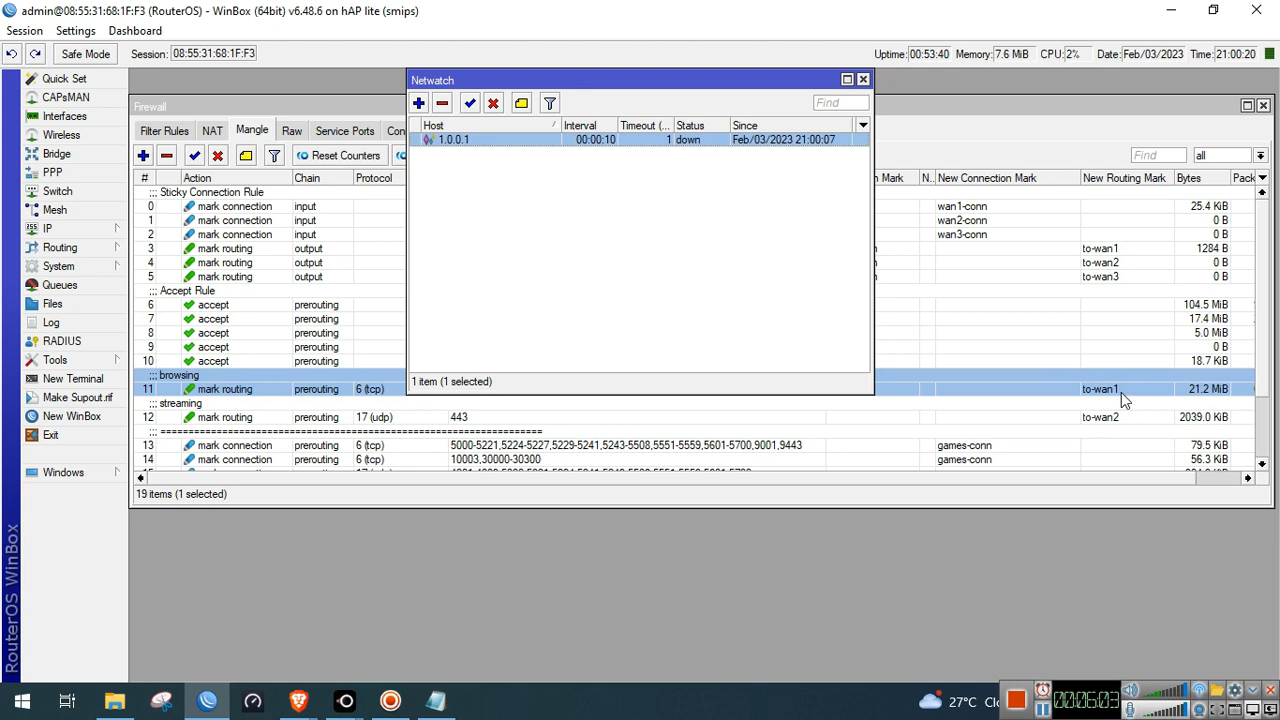 admin@08:55:31:68:1F:F3 (RouterOS) - WinBox (64bit) v6.48.6 on hAP lite (smips)
Session Settings Dashboard
Safe Mode Session: 08:55:31:68:1F:F3 Uptime: 00:53:40 Memory: 7.6 MiB CPU: 2% Date: Feb/03/2023 Time: 21:00:20
Quick Set
CAPsMAN
Interfaces
Wireless
Bridge
PPP
Switch
Mesh
IP
Routing
System
Queues
Files
Log
RADIUS
Tools
New Terminal
Make Supout.rif
New WinBox
Exit
Windows
RouterOS WinBox
Netwatch
Find
Host Interval Timeout (... Status Since
1.0.0.1 00:00:10 1 down Feb/03/2023 21:00:07
1 item (1 selected)
Firewall
Filter Rules NAT Mangle Raw Service Ports Con
Reset Counters Find all
# Action Chain Protocol n Mark N.. New Connection Mark New Routing Mark Bytes Pack
;;; Sticky Connection Rule
0 mark connection input wan1-conn 25.4 KiB
1 mark connection input wan2-conn 0 B
2 mark connection input wan3-conn 0 B
3 mark routing output to-wan1 1284 B
4 mark routing output to-wan2 0 B
5 mark routing output to-wan3 0 B
;;; Accept Rule
6 accept prerouting 104.5 MiB
7 accept prerouting 17.4 MiB
8 accept prerouting 5.0 MiB
9 accept prerouting 0 B
10 accept prerouting 18.7 KiB
;;; browsing
11 mark routing prerouting 6 (tcp) to-wan1 21.2 MiB
;;; streaming
12 mark routing prerouting 17 (udp) 443 to-wan2 2039.0 KiB
;;; =====================================================================
13 mark connection prerouting 6 (tcp) 5000-5221,5224-5227,5229-5241,5243-5508,5551-5559,5601-5700,9001,9443 games-conn 79.5 KiB
14 mark connection prerouting 6 (tcp) 10003,30000-30300 games-conn 56.3 KiB
19 items (1 selected)
27°C Clo
00:06:03